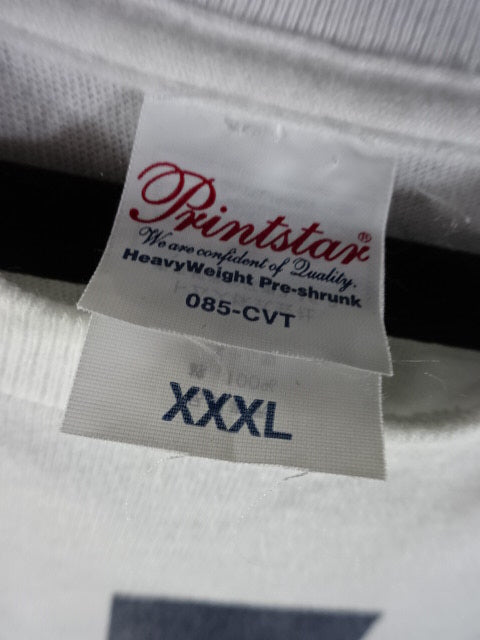 Printstar®
We are confident of Quality.
HeavyWeight Pre-shrunk
085-CVT
XXXL